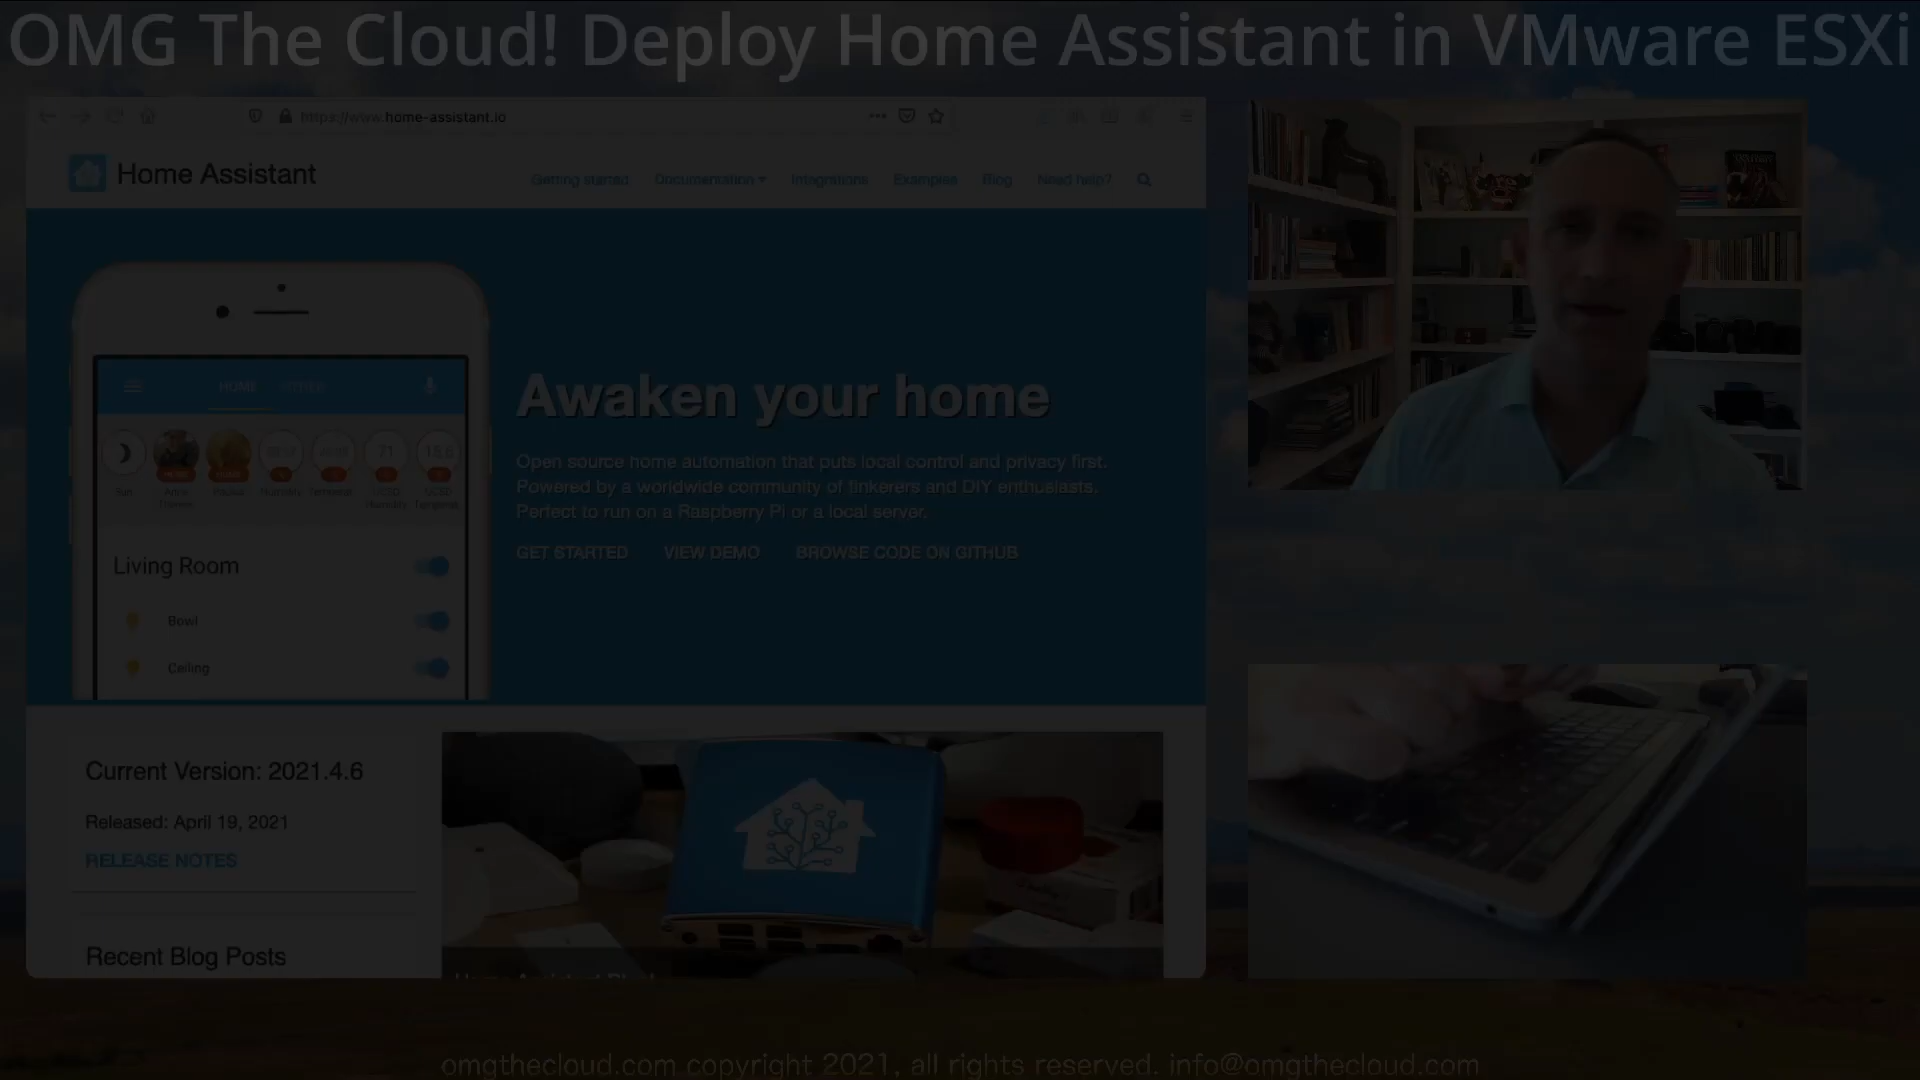 OMG The Cloud! Deploy Home Assistant in VMware ESXi
https://www.home-assistant.io
Home Assistant
Getting started Documentation Integrations Examples Blog Need help?
HOME
Sun
Living Room
Bowl
Ceiling
Awaken your home
Open source home automation that puts local control and privacy first.
Powered by a worldwide community of tinkerers and DIY enthusiasts.
Perfect to run on a Raspberry Pi or a local server.
GET STARTED VIEW DEMO BROWSE CODE ON GITHUB
Current Version: 2021.4.6
Released: April 19, 2021
RELEASE NOTES
Recent Blog Posts
omgthecloud.com copyright 2021, all rights reserved. info@omgthecloud.com